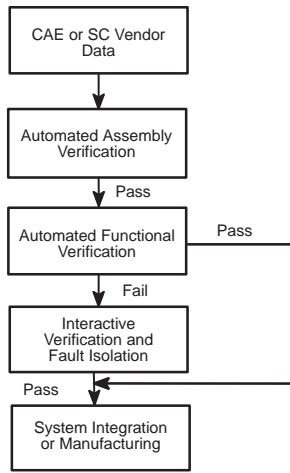 CAE or SC Vendor
Data
Automated Assembly
Verification
Pass
Automated Functional
Verification
Pass
Fail
Interactive
Verification and
Fault Isolation
Pass
System Integration
or Manufacturing